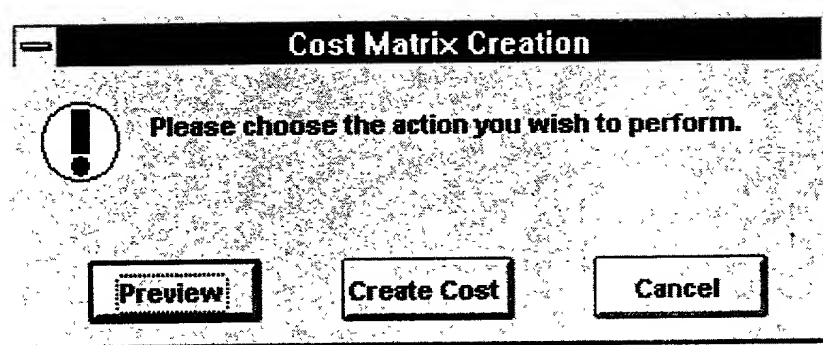 Cost Matrix Creation
Please choose the action you wish to perform.
Preview
Create Cost
Cancel